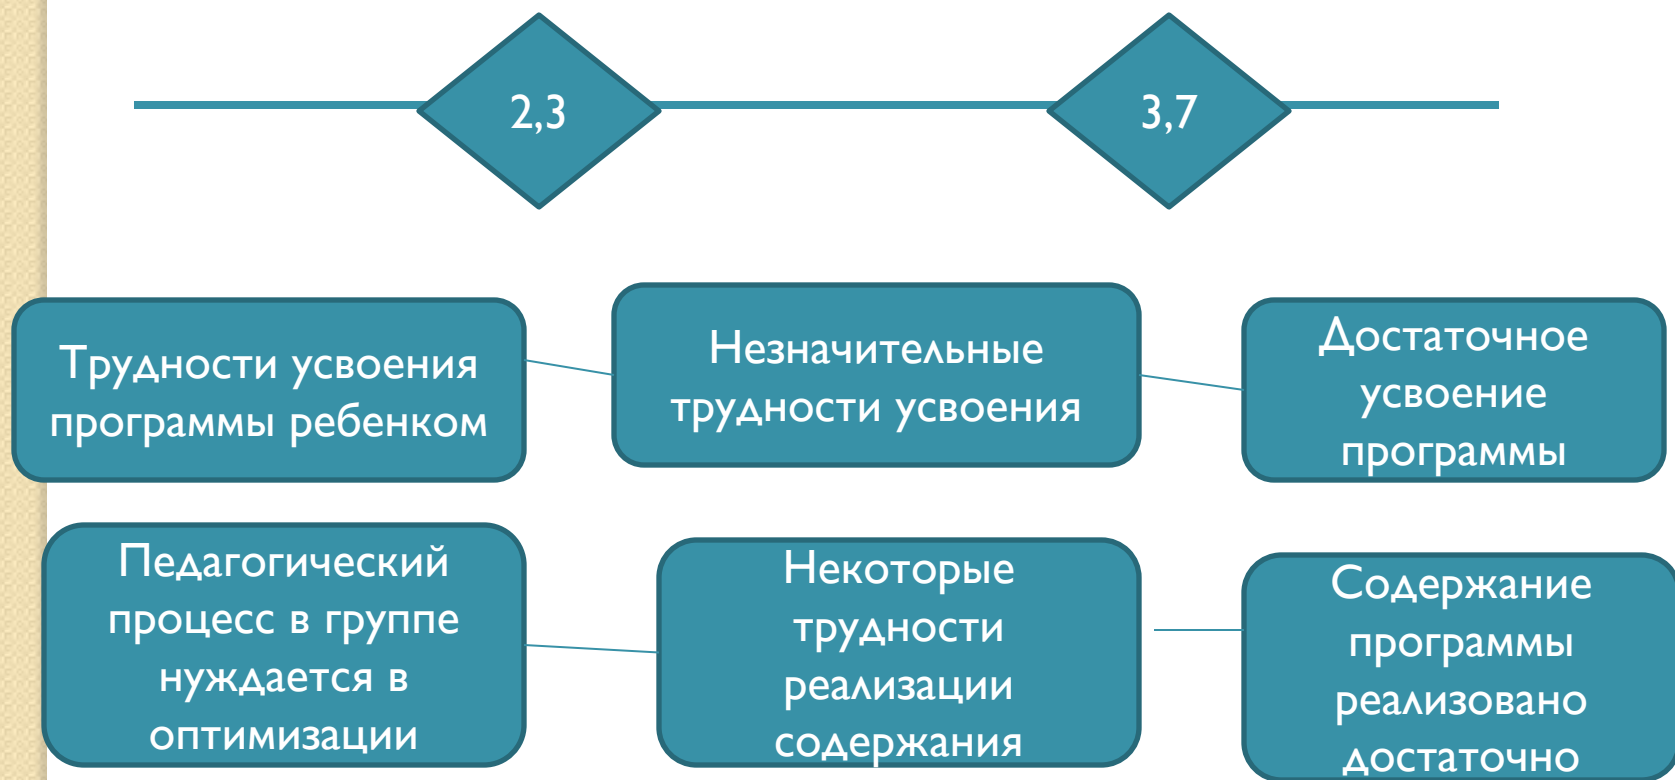 2,3
3,7
Трудности усвоения
программы ребенком
Незначительные
трудности усвоения
Достаточное
усвоение
программы
Педагогический
процесс в группе
нуждается в
оптимизации
Некоторые
трудности
реализации
содержания
Содержание
программы
реализовано
достаточно